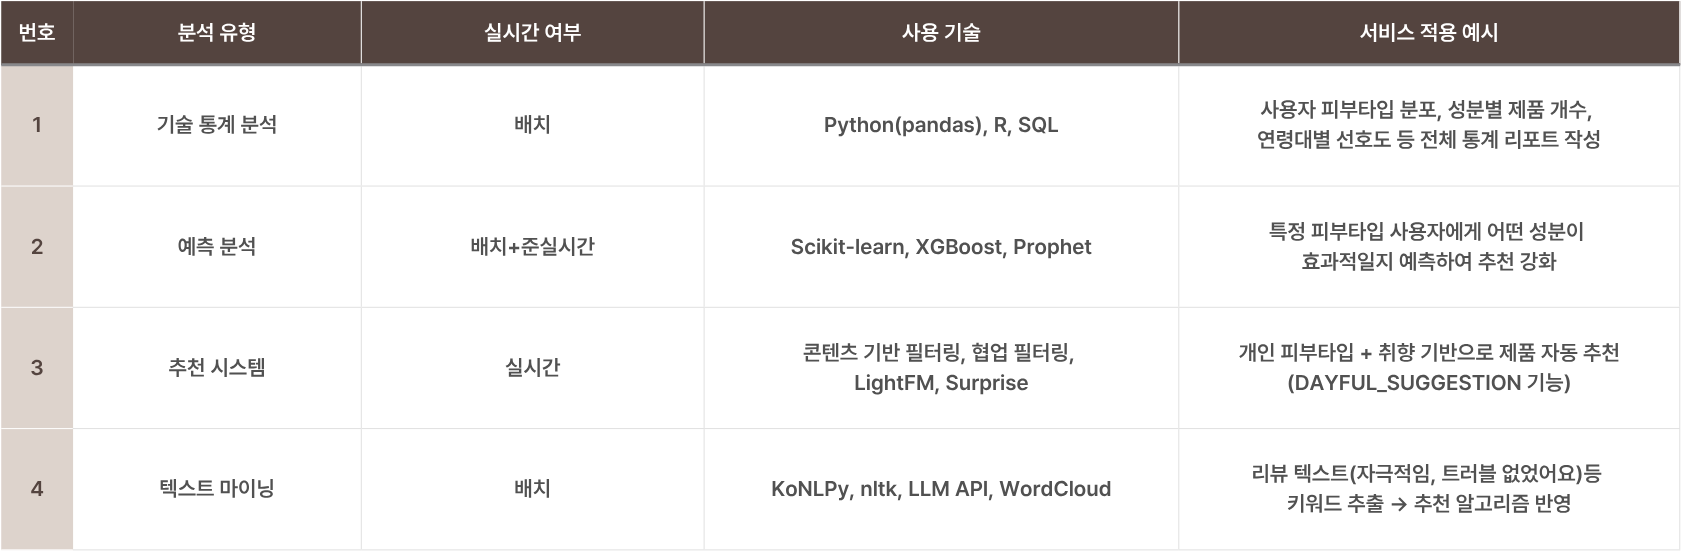 번호 분석 유형 실시간 여부 사용 기술 서비스 적용 예시
1 기술 통계 분석 배치 Python(pandas), R, SQL 사용자 피부타입 분포, 성분별 제품 개수,
연령대별 선호도 등 전체 통계 리포트 작성
2 예측 분석 배치+준실시간 Scikit-learn, XGBoost, Prophet 특정 피부타입 사용자에게 어떤 성분이
효과적일지 예측하여 추천 강화
3 추천 시스템 실시간 콘텐츠 기반 필터링, 협업 필터링,
LightFM, Surprise
개인 피부타입 + 취향 기반으로 제품 자동 추천
(DAYFUL_SUGGESTION 기능)
4 텍스트 마이닝 배치 KoNLPy, nltk, LLM API, WordCloud 리뷰 텍스트(자극적임, 트러블 없었어요)등
키워드 추출 → 추천 알고리즘 반영